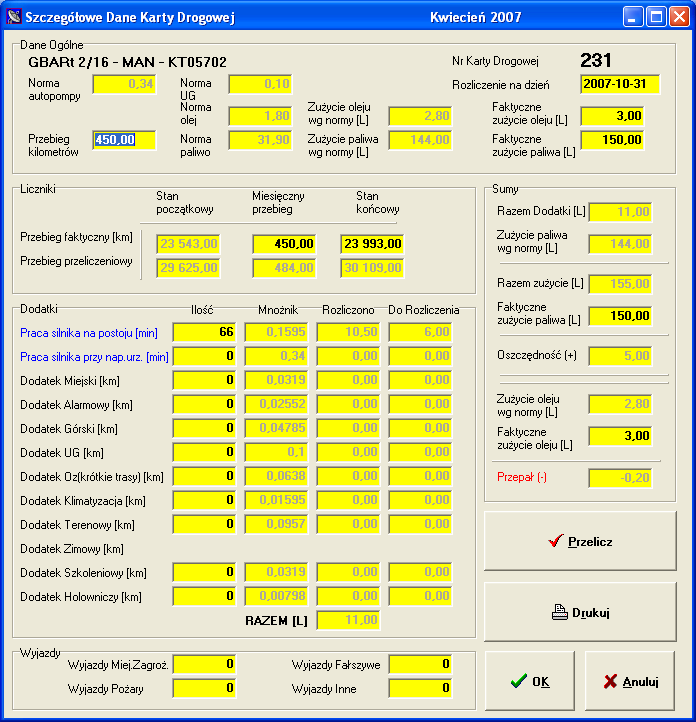 Szczegółowe Dane Karty Drogowej Kwiecień 2007
Dane Ogólne
GBARt 2/16 - MAN - KT05702 Nr Karty Drogowej 231
Norma autopompy 0,34 Norma UG 0,10 Rozliczenie na dzień 2007-10-31
Norma olej 1,80 Zużycie oleju wg normy [L] 2,80 Faktyczne zużycie oleju [L] 3,00
Przebieg kilometrów 450,00 Norma paliwo 31,90 Zużycie paliwa wg normy [L] 144,00 Faktyczne zużycie paliwa [L] 150,00
Liczniki
Stan początkowy Miesięczny przebieg Stan końcowy
Przebieg faktyczny [km] 23 543,00 450,00 23 993,00
Przebieg przeliczeniowy 29 625,00 484,00 30 109,00
Dodatki Ilość Mnożnik Rozliczono Do Rozliczenia
Praca silnika na postoju [min] 66 0,1595 10,50 6,00
Praca silnika przy nap.urz. [min] 0 0,34 0,00 0,00
Dodatek Miejski [km] 0 0,0319 0,00 0,00
Dodatek Alarmowy [km] 0 0,02552 0,00 0,00
Dodatek Górski [km] 0 0,04785 0,00 0,00
Dodatek UG [km] 0 0,1 0,00 0,00
Dodatek Oz(krótkie trasy) [km] 0 0,0638 0,00 0,00
Dodatek Klimatyzacja [km] 0 0,01595 0,00 0,00
Dodatek Terenowy [km] 0 0,0957 0,00 0,00
Dodatek Zimowy [km]
Dodatek Szkoleniowy [km] 0 0,0319 0,00 0,00
Dodatek Holowniczy [km] 0 0,00798 0,00 0,00
RAZEM [L] 11,00
Wyjazdy
Wyjazdy Miej.Zagroż. 0 Wyjazdy Fałszywe 0
Wyjazdy Pożary 0 Wyjazdy Inne 0
Sumy
Razem Dodatki [L] 11,00
Zużycie paliwa wg normy [L] 144,00
Razem zużycie [L] 155,00
Faktyczne zużycie paliwa [L] 150,00
Oszczędność (+) 5,00
Zużycie oleju wg normy [L] 2,80
Faktyczne zużycie oleju [L] 3,00
Przepał (-) -0,20
Przelicz
Drukuj
OK Anuluj